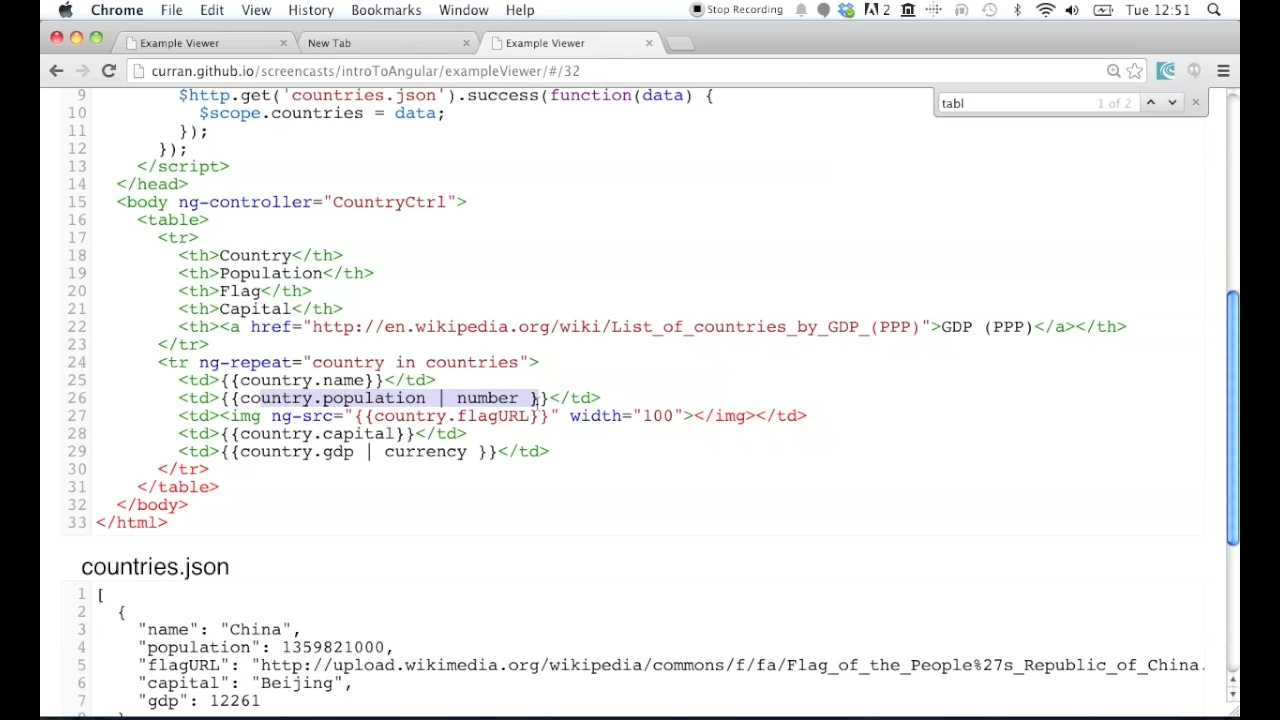 Chrome File Edit View History Bookmarks Window Help Stop Recording 2 Tue 12:51
Example Viewer New Tab Example Viewer
curran.github.io/screencasts/introToAngular/exampleViewer/#/32
tabl 1 of 2
9 $http.get('countries.json').success(function(data) {
10 $scope.countries = data;
11 });
12 });
13 </script>
14 </head>
15 <body ng-controller="CountryCtrl">
16 <table>
17 <tr>
18 <th>Country</th>
19 <th>Population</th>
20 <th>Flag</th>
21 <th>Capital</th>
22 <th><a href="http://en.wikipedia.org/wiki/List_of_countries_by_GDP_(PPP)">GDP (PPP)</a></th>
23 </tr>
24 <tr ng-repeat="country in countries">
25 <td>{{country.name}}</td>
26 <td>{{country.population | number }}</td>
27 <td><img ng-src="{{country.flagURL}}" width="100"></img></td>
28 <td>{{country.capital}}</td>
29 <td>{{country.gdp | currency }}</td>
30 </tr>
31 </table>
32 </body>
33 </html>
countries.json
1 [
2 {
3 "name": "China",
4 "population": 1359821000,
5 "flagURL": "http://upload.wikimedia.org/wikipedia/commons/f/fa/Flag_of_the_People%27s_Republic_of_China.
6 "capital": "Beijing",
7 "gdp": 12261